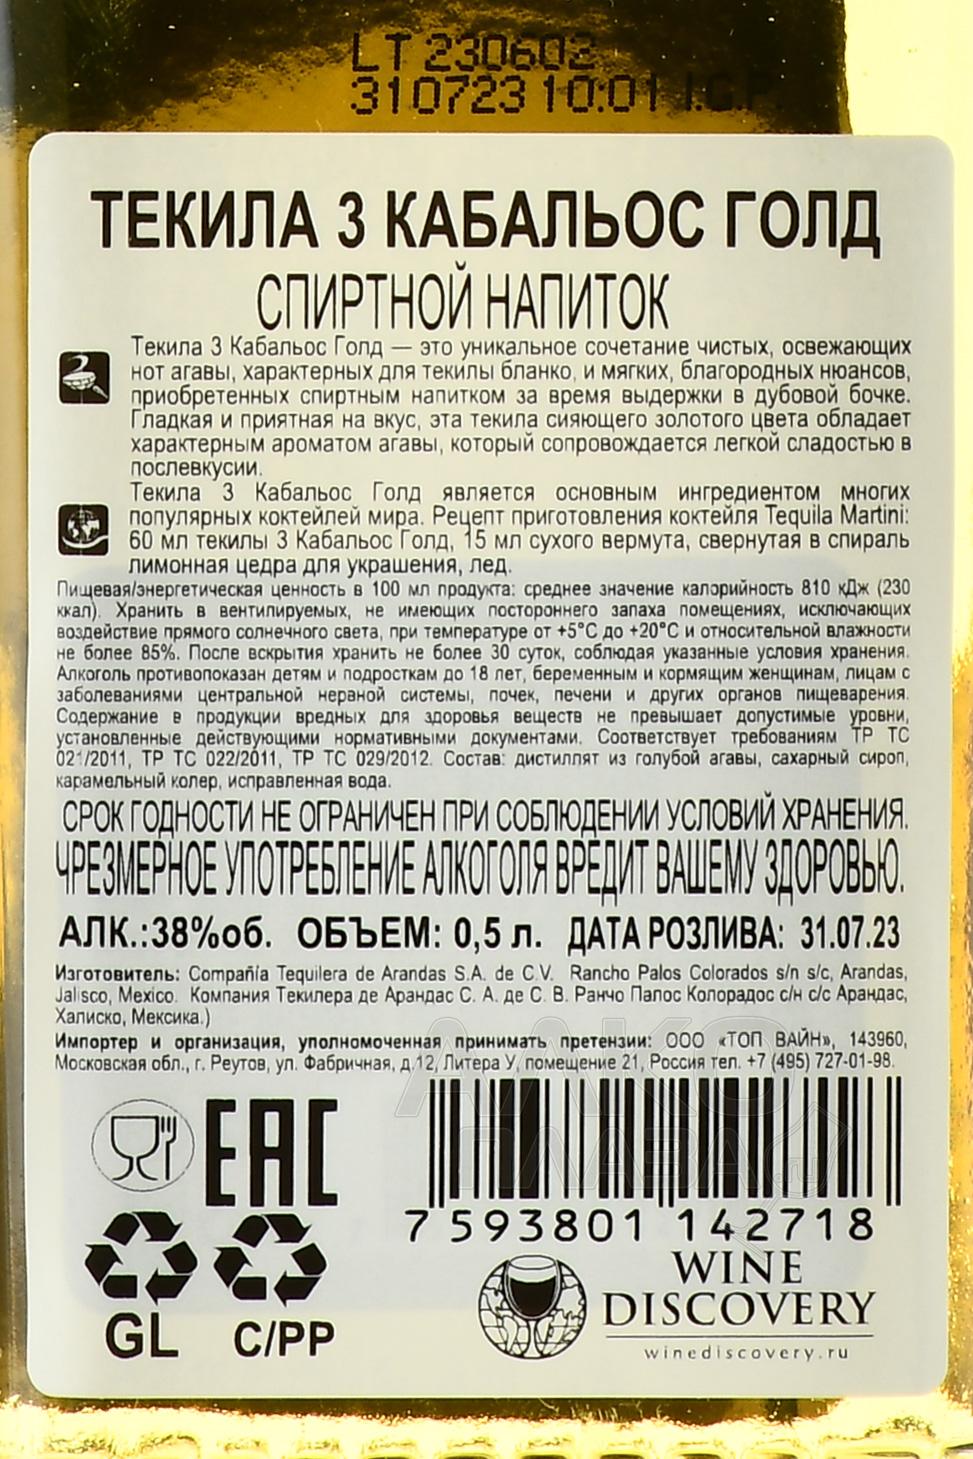 LT 230602
310723 10:01 I.G.P.
ТЕКИЛА 3 КАБАЛЬОС ГОЛД
СПИРТНОЙ НАПИТОК
Текила 3 Кабальос Голд — это уникальное сочетание чистых, освежающих
нот агавы, характерных для текилы бланко, и мягких, благородных нюансов,
приобретенных спиртным напитком за время выдержки в дубовой бочке.
Гладкая и приятная на вкус, эта текила сияющего золотого цвета обладает
характерным ароматом агавы, который сопровождается легкой сладостью в
послевкусии.
Текила 3 Кабальос Голд является основным ингредиентом многих
популярных коктейлей мира. Рецепт приготовления коктейля Tequila Martini:
60 мл текилы 3 Кабальос Голд, 15 мл сухого вермута, свернутая в спираль
лимонная цедра для украшения, лед.
Пищевая/энергетическая ценность в 100 мл продукта: среднее значение калорийность 810 кДж (230
ккал). Хранить в вентилируемых, не имеющих постороннего запаха помещениях, исключающих
воздействие прямого солнечного света, при температуре от +5°С до +20°С и относительной влажности
не более 85%. После вскрытия хранить не более 30 суток, соблюдая указанные условия хранения.
Алкоголь противопоказан детям и подросткам до 18 лет, беременным и кормящим женщинам, лицам с
заболеваниями центральной нервной системы, почек, печени и других органов пищеварения.
Содержание в продукции вредных для здоровья веществ не превышает допустимые уровни,
установленные действующими нормативными документами. Соответствует требованиям ТР ТС
021/2011, ТР ТС 022/2011, ТР ТС 029/2012. Состав: дистиллят из голубой агавы, сахарный сироп,
карамельный колер, исправленная вода.
СРОК ГОДНОСТИ НЕ ОГРАНИЧЕН ПРИ СОБЛЮДЕНИИ УСЛОВИЙ ХРАНЕНИЯ.
ЧРЕЗМЕРНОЕ УПОТРЕБЛЕНИЕ АЛКОГОЛЯ ВРЕДИТ ВАШЕМУ ЗДОРОВЬЮ.
АЛК.:38%об. ОБЪЕМ: 0,5 л. ДАТА РОЗЛИВА: 31.07.23
Изготовитель: Compañía Tequilera de Arandas S.A. de C.V. Rancho Palos Colorados s/n s/c, Arandas,
Jalisco, Mexico. Компания Текилера де Арандас С. А. де С. В. Ранчо Палос Колорадос с/н с/с Арандас,
Халиско, Мексика.)
Импортер и организация, уполномоченная принимать претензии: ООО «ТОП ВАЙН», 143960,
Московская обл., г. Реутов, ул. Фабричная, д.12, Литера У, помещение 21, Россия тел. +7 (495) 727-01-98.
АЛКО
ПЛАЗА
.ru
EAC
7 593801 142718
GL C/PP
WINE
DISCOVERY
winediscovery.ru